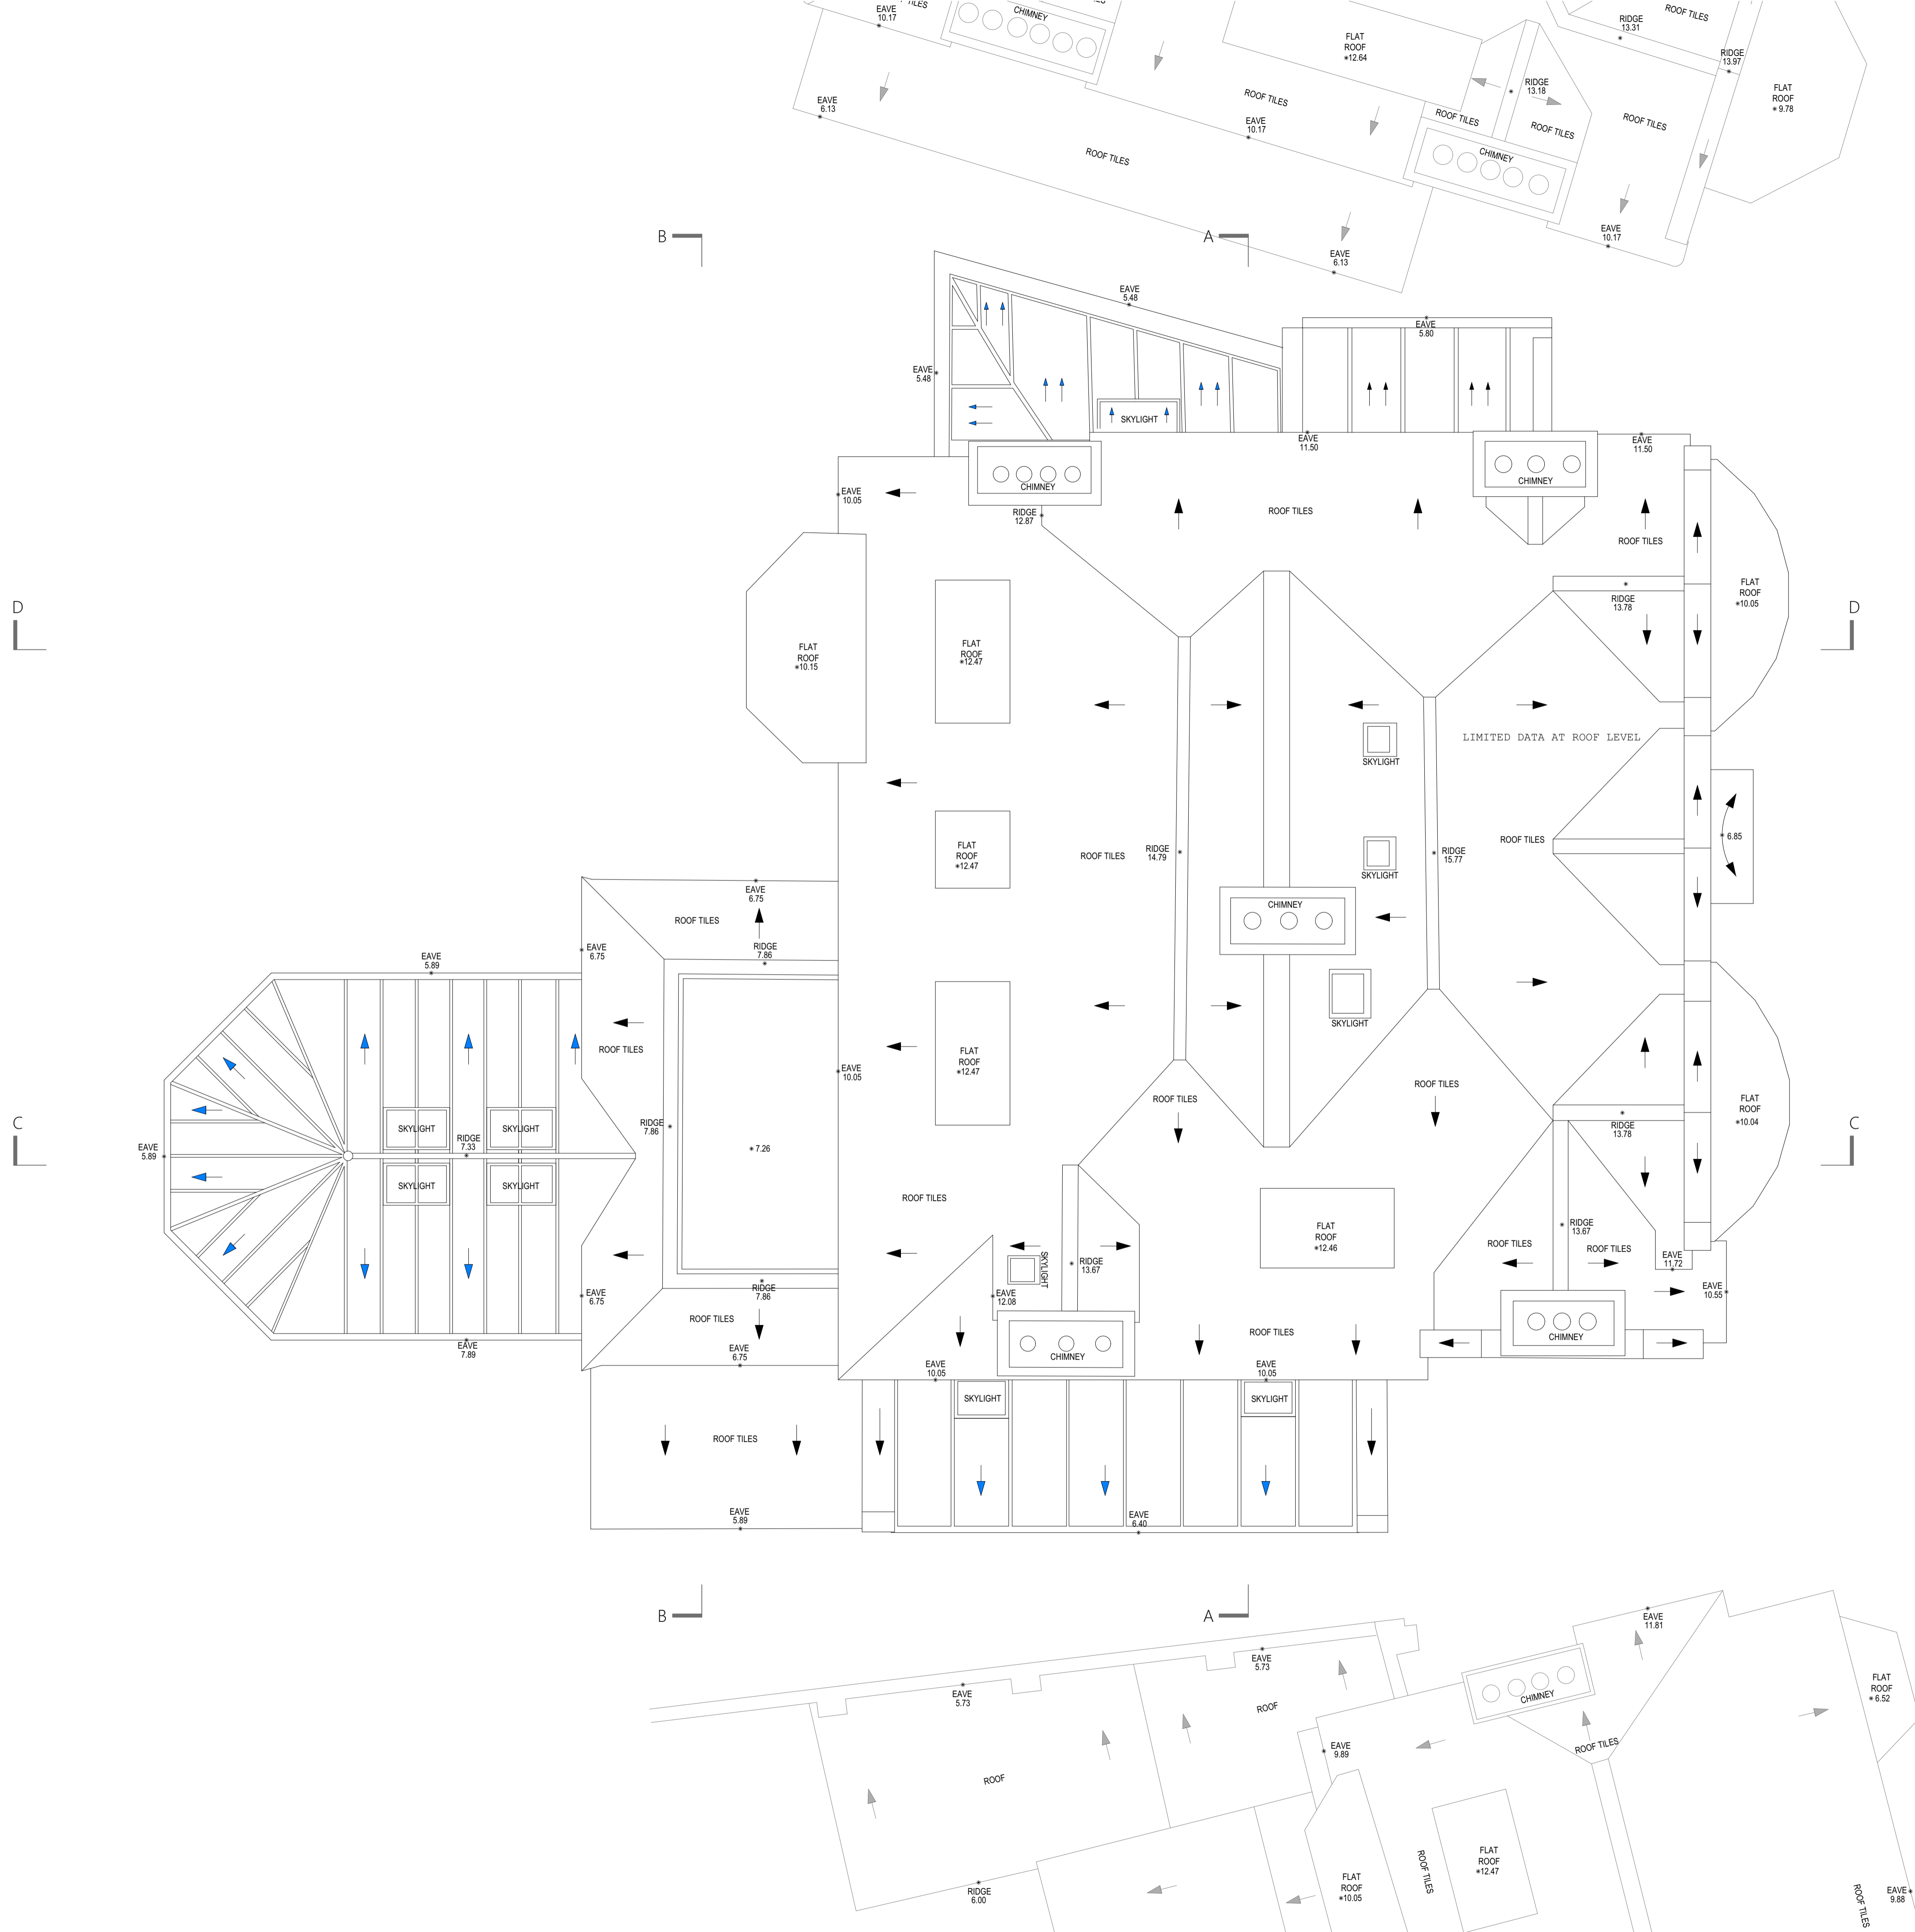 EAVE
10.17
CHIMNEY
FLAT
ROOF
*12.64
RIDGE
13.31
ROOF TILES
RIDGE
13.97
RIDGE
13.18
FLAT
ROOF
* 9.78
EAVE
6.13
ROOF TILES
EAVE
10.17
ROOF TILES
ROOF TILES
ROOF TILES
ROOF TILES
CHIMNEY
EAVE
10.17
B
A
EAVE
6.13
EAVE
5.48
EAVE
5.80
EAVE
5.48
SKYLIGHT
EAVE
11.50
EAVE
11.50
CHIMNEY
CHIMNEY
EAVE
10.05
RIDGE
12.87
ROOF TILES
ROOF TILES
D
FLAT
ROOF
*10.05
RIDGE
13.78
D
FLAT
ROOF
*10.15
FLAT
ROOF
*12.47
LIMITED DATA AT ROOF LEVEL
SKYLIGHT
FLAT
ROOF
*12.47
ROOF TILES
RIDGE
14.79
RIDGE
15.77
ROOF TILES
* 6.85
SKYLIGHT
EAVE
6.75
ROOF TILES
CHIMNEY
EAVE
6.75
RIDGE
7.86
EAVE
5.89
SKYLIGHT
ROOF TILES
FLAT
ROOF
*12.47
EAVE
10.05
ROOF TILES
ROOF TILES
C
EAVE
5.89
SKYLIGHT
RIDGE
7.33
SKYLIGHT
RIDGE
7.86
* 7.26
RIDGE
13.78
FLAT
ROOF
*10.04
C
SKYLIGHT
SKYLIGHT
ROOF TILES
FLAT
ROOF
*12.46
RIDGE
13.67
ROOF TILES
ROOF TILES
SKYLIGHT
RIDGE
13.67
EAVE
11.72
EAVE
10.55
EAVE
6.75
RIDGE
7.86
EAVE
12.08
ROOF TILES
ROOF TILES
CHIMNEY
CHIMNEY
EAVE
7.89
EAVE
6.75
EAVE
10.05
EAVE
10.05
SKYLIGHT
SKYLIGHT
ROOF TILES
EAVE
5.89
EAVE
6.40
B
A
EAVE
11.81
EAVE
5.73
EAVE
5.73
ROOF
CHIMNEY
FLAT
ROOF
* 6.52
EAVE
9.89
ROOF TILES
ROOF
RIDGE
6.00
FLAT
ROOF
*10.05
ROOF TILES
FLAT
ROOF
*12.47
ROOF TILES
EAVE
9.88